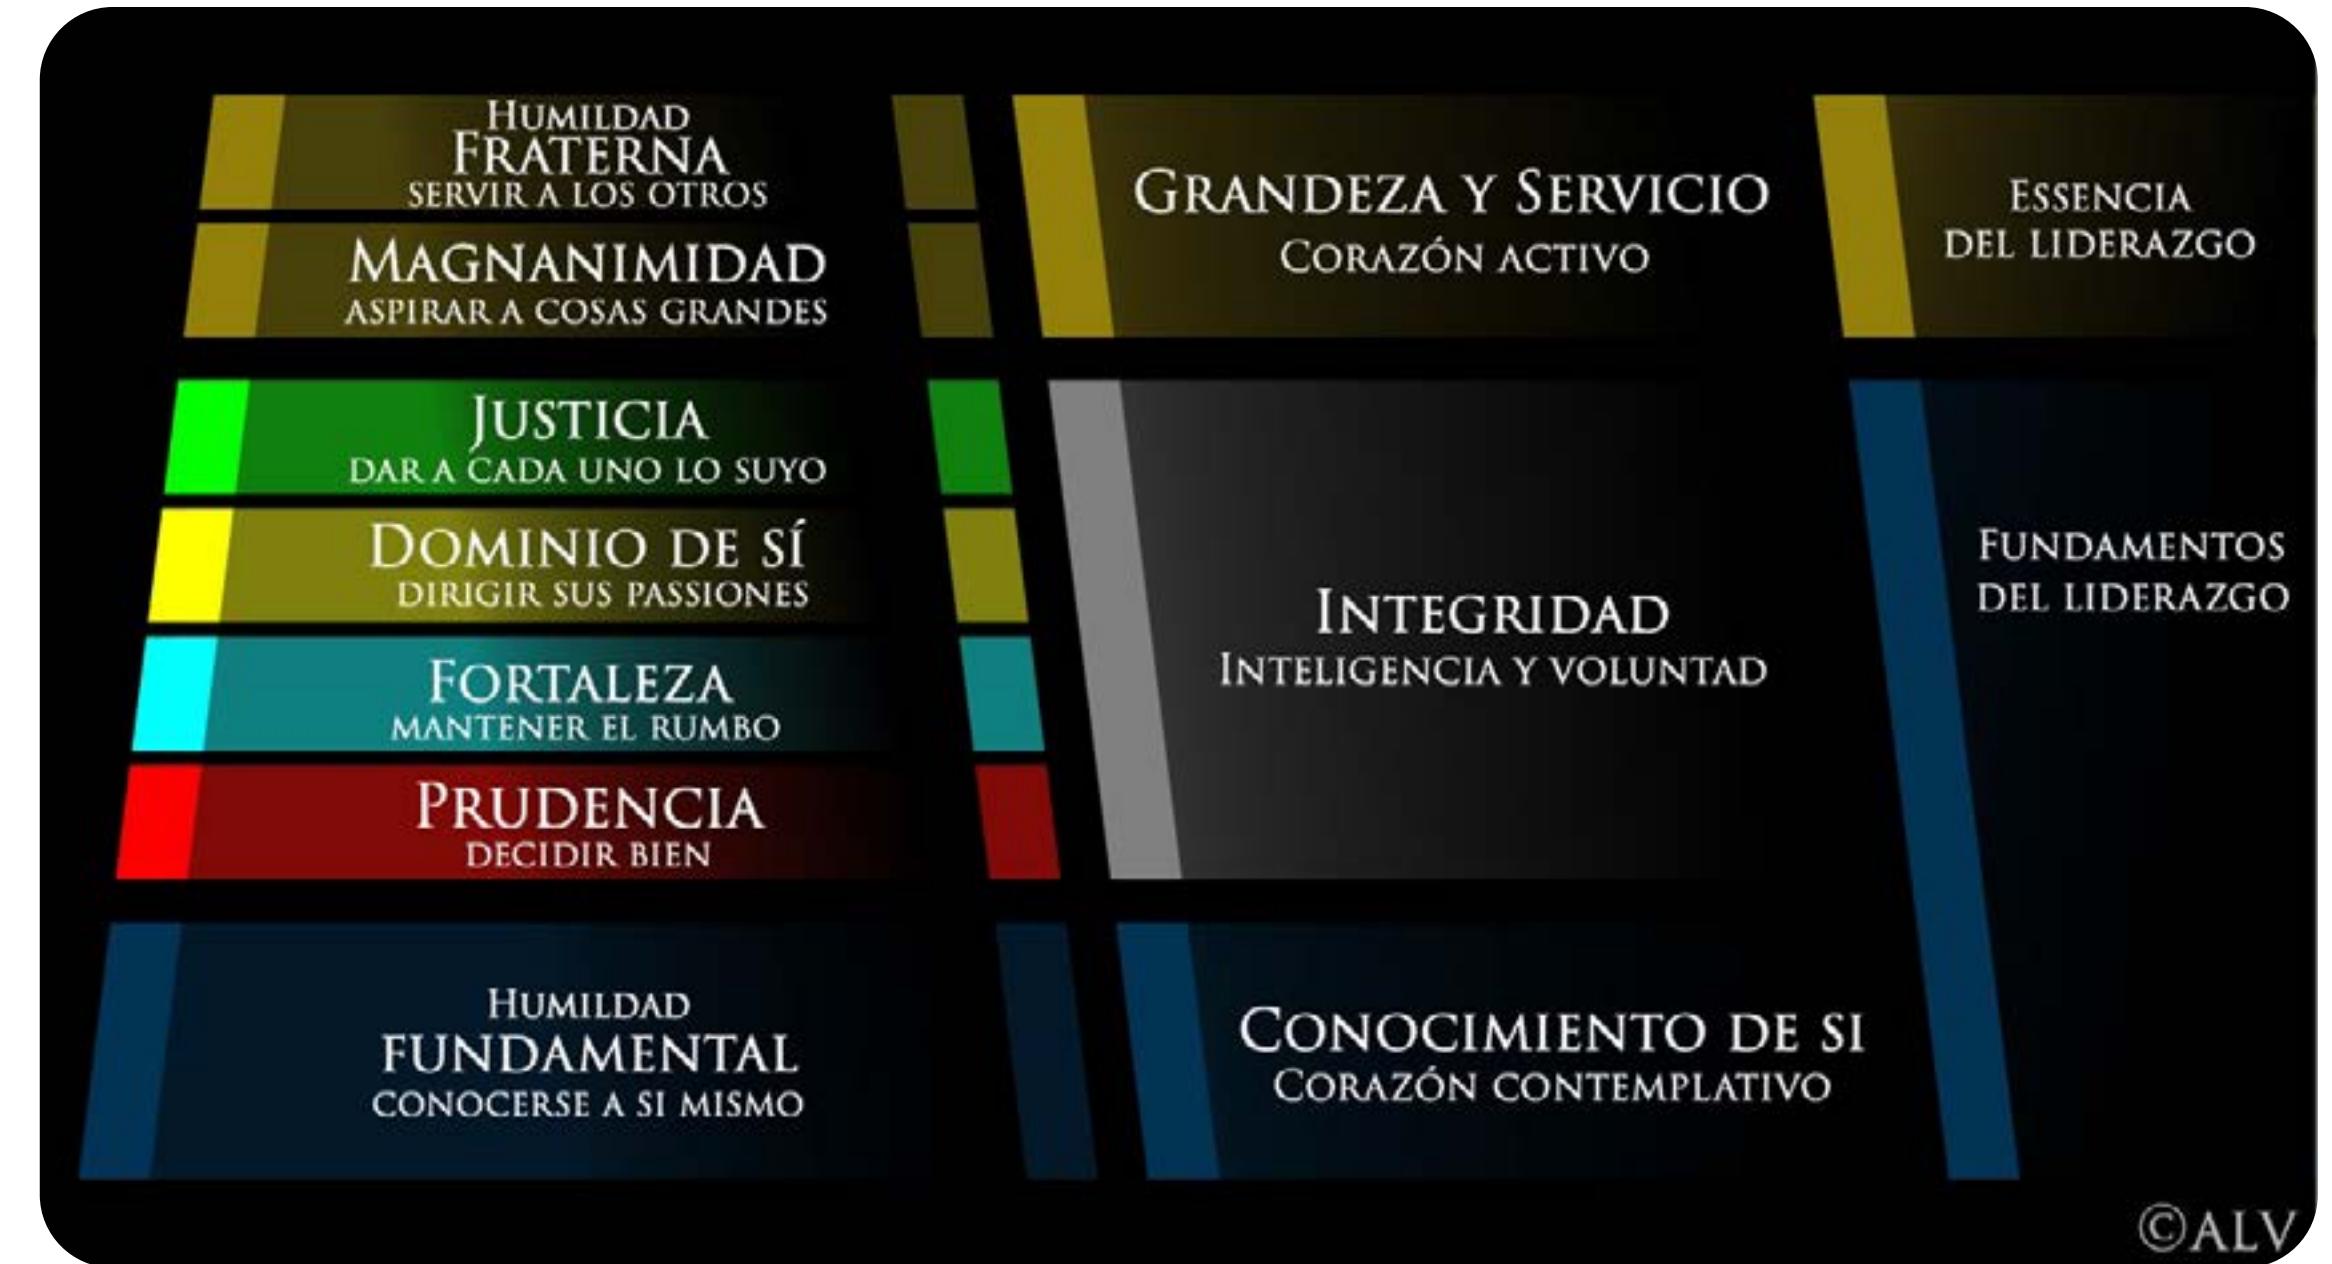 Humildad
Fraterna
servir a los otros
Magnanimidad
aspirar a cosas grandes
Justicia
dar a cada uno lo suyo
Dominio de sí
dirigir sus passiones
Fortaleza
mantener el rumbo
Prudencia
decidir bien
Humildad
fundamental
conocerse a si mismo
Grandeza y Servicio
Corazón activo
Integridad
Inteligencia y voluntad
Conocimiento de si
Corazón contemplativo
Essencia
del liderazgo
Fundamentos
del liderazgo
©ALV